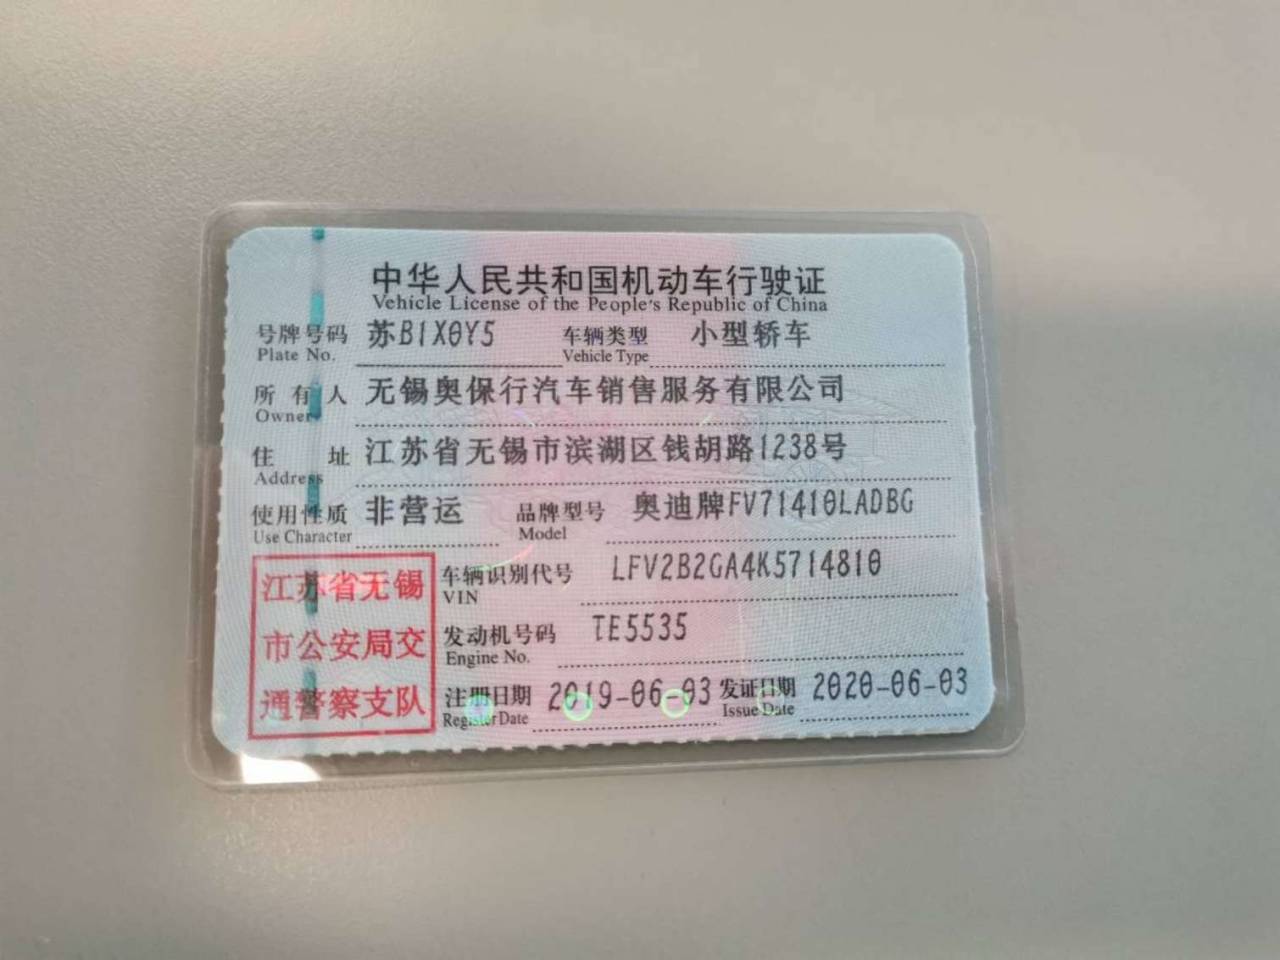 中华人民共和国机动车行驶证
Vehicle License of the People's Republic of China
号牌号码 苏B1X0Y5 车辆类型 小型轿车
Plate No. Vehicle Type
所有人 无锡奥保行汽车销售服务有限公司
Owner
住址 江苏省无锡市滨湖区钱胡路1238号
Address
使用性质 非营运 品牌型号 奥迪牌FV71410LADBG
Use Character Model
江苏省无锡 车辆识别代号 LFV2B2GA4K5714810
VIN
市公安局交 发动机号码 TE5535
Engine No.
通警察支队 注册日期 2019-06-03 发证日期 2020-06-03
Register Date Issue Date